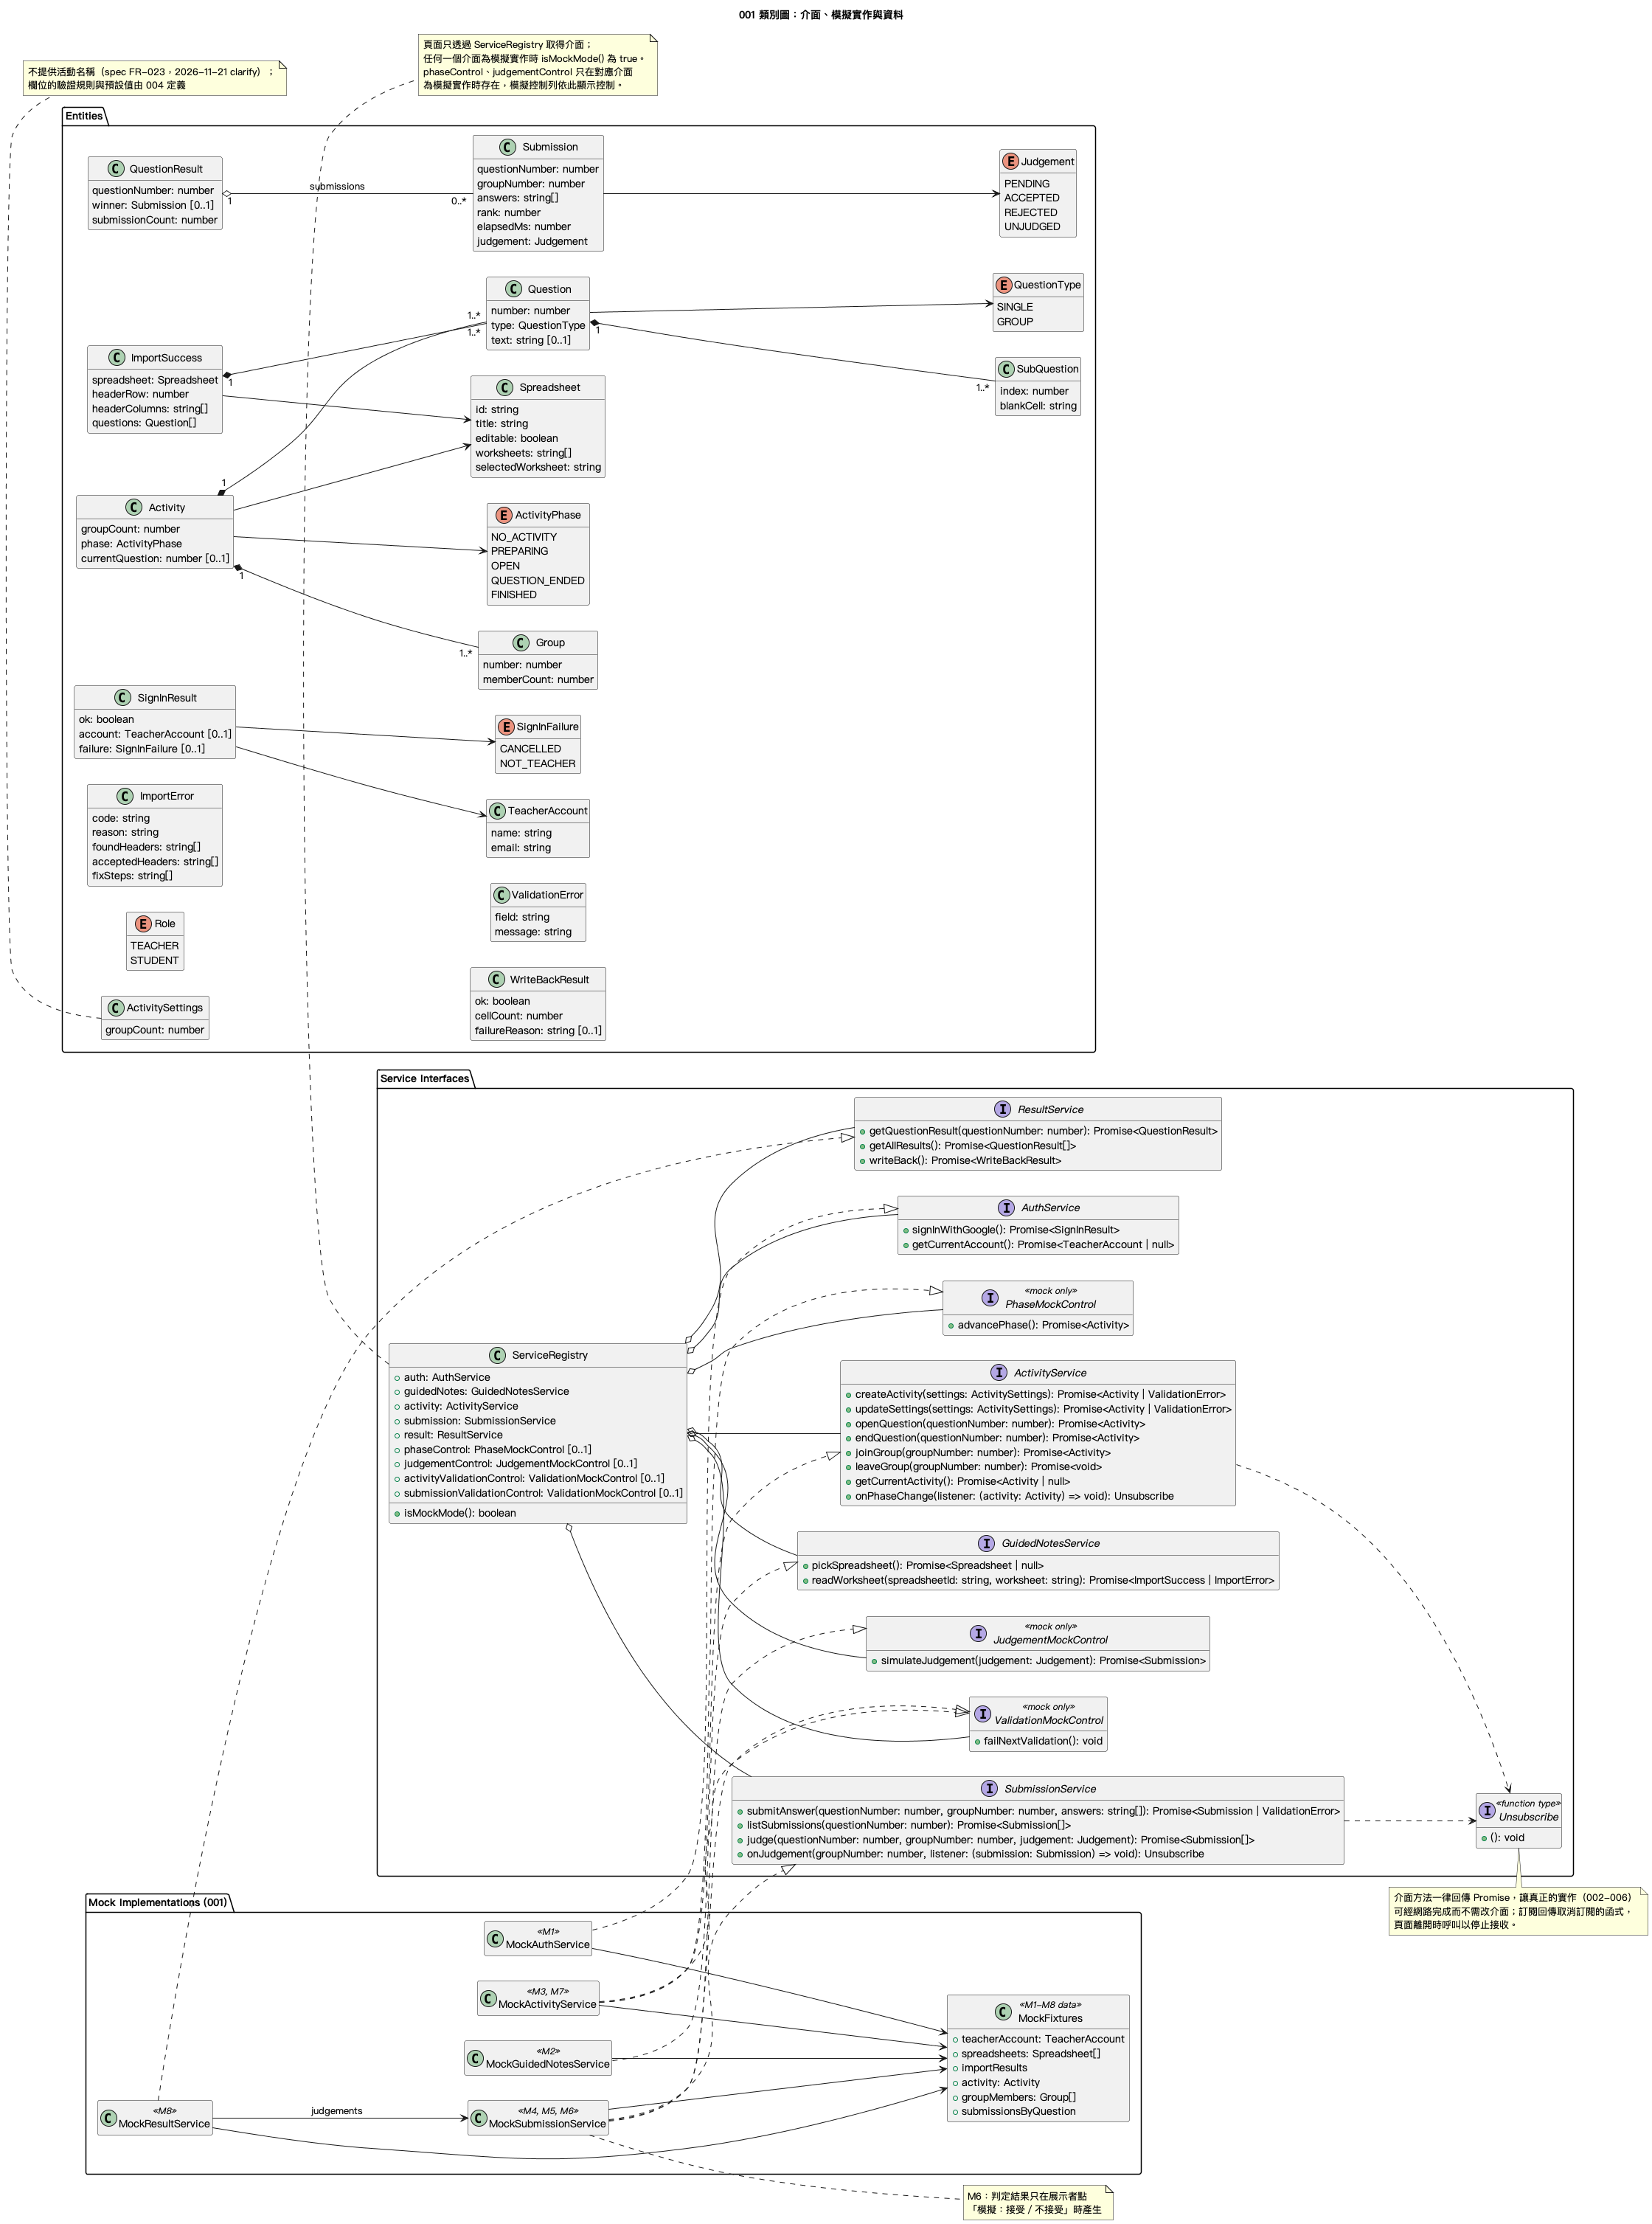 001 類別圖：介面、模擬實作與資料
頁面只透過 ServiceRegistry 取得介面；
任何一個介面為模擬實作時 isMockMode() 為 true。
phaseControl、judgementControl 只在對應介面
為模擬實作時存在，模擬控制列依此顯示控制。
不提供活動名稱（spec FR-023，2026-11-21 clarify）；
欄位的驗證規則與預設值由 004 定義
Entities
QuestionResult
questionNumber: number
winner: Submission [0..1]
submissionCount: number
submissions
1
0..*
Submission
questionNumber: number
groupNumber: number
answers: string[]
rank: number
elapsedMs: number
judgement: Judgement
Judgement
PENDING
ACCEPTED
REJECTED
UNJUDGED
Question
number: number
type: QuestionType
text: string [0..1]
1..*
1..*
1
QuestionType
SINGLE
GROUP
ImportSuccess
spreadsheet: Spreadsheet
headerRow: number
headerColumns: string[]
questions: Question[]
1
SubQuestion
index: number
blankCell: string
1..*
Spreadsheet
id: string
title: string
editable: boolean
worksheets: string[]
selectedWorksheet: string
1
Activity
groupCount: number
phase: ActivityPhase
currentQuestion: number [0..1]
1
ActivityPhase
NO_ACTIVITY
PREPARING
OPEN
QUESTION_ENDED
FINISHED
Group
number: number
memberCount: number
1..*
SignInResult
ok: boolean
account: TeacherAccount [0..1]
failure: SignInFailure [0..1]
SignInFailure
CANCELLED
NOT_TEACHER
ImportError
code: string
reason: string
foundHeaders: string[]
acceptedHeaders: string[]
fixSteps: string[]
TeacherAccount
name: string
email: string
ValidationError
field: string
message: string
Role
TEACHER
STUDENT
WriteBackResult
ok: boolean
cellCount: number
failureReason: string [0..1]
ActivitySettings
groupCount: number
Service Interfaces
ResultService
getQuestionResult(questionNumber: number): Promise<QuestionResult>
getAllResults(): Promise<QuestionResult[]>
writeBack(): Promise<WriteBackResult>
AuthService
signInWithGoogle(): Promise<SignInResult>
getCurrentAccount(): Promise<TeacherAccount | null>
«mock only»
PhaseMockControl
advancePhase(): Promise<Activity>
ServiceRegistry
auth: AuthService
guidedNotes: GuidedNotesService
activity: ActivityService
submission: SubmissionService
result: ResultService
phaseControl: PhaseMockControl [0..1]
judgementControl: JudgementMockControl [0..1]
activityValidationControl: ValidationMockControl [0..1]
submissionValidationControl: ValidationMockControl [0..1]
isMockMode(): boolean
ActivityService
createActivity(settings: ActivitySettings): Promise<Activity | ValidationError>
updateSettings(settings: ActivitySettings): Promise<Activity | ValidationError>
openQuestion(questionNumber: number): Promise<Activity>
endQuestion(questionNumber: number): Promise<Activity>
joinGroup(groupNumber: number): Promise<Activity>
leaveGroup(groupNumber: number): Promise<void>
getCurrentActivity(): Promise<Activity | null>
onPhaseChange(listener: (activity: Activity) => void): Unsubscribe
GuidedNotesService
pickSpreadsheet(): Promise<Spreadsheet | null>
readWorksheet(spreadsheetId: string, worksheet: string): Promise<ImportSuccess | ImportError>
«mock only»
JudgementMockControl
simulateJudgement(judgement: Judgement): Promise<Submission>
«mock only»
ValidationMockControl
failNextValidation(): void
SubmissionService
submitAnswer(questionNumber: number, groupNumber: number, answers: string[]): Promise<Submission | ValidationError>
listSubmissions(questionNumber: number): Promise<Submission[]>
judge(questionNumber: number, groupNumber: number, judgement: Judgement): Promise<Submission[]>
onJudgement(groupNumber: number, listener: (submission: Submission) => void): Unsubscribe
«function type»
Unsubscribe
(): void
介面方法一律回傳 Promise，讓真正的實作（002-006）
可經網路完成而不需改介面；訂閱回傳取消訂閱的函式，
頁面離開時呼叫以停止接收。
Mock Implementations (001)
«M1»
MockAuthService
«M3, M7»
MockActivityService
«M2»
MockGuidedNotesService
«M8»
MockResultService
judgements
«M4, M5, M6»
MockSubmissionService
«M1-M8 data»
MockFixtures
teacherAccount: TeacherAccount
spreadsheets: Spreadsheet[]
importResults
activity: Activity
groupMembers: Group[]
submissionsByQuestion
M6：判定結果只在展示者點
「模擬：接受 / 不接受」時產生